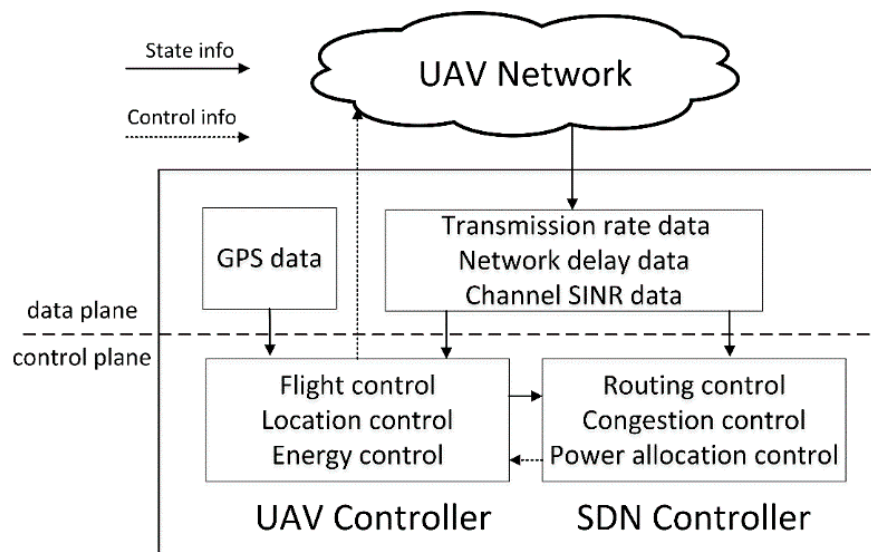 State info
Control info
UAV Network
GPS data
Transmission rate data
Network delay data
Channel SINR data
data plane
control plane
Flight control
Location control
Energy control
Routing control
Congestion control
Power allocation control
UAV Controller
SDN Controller